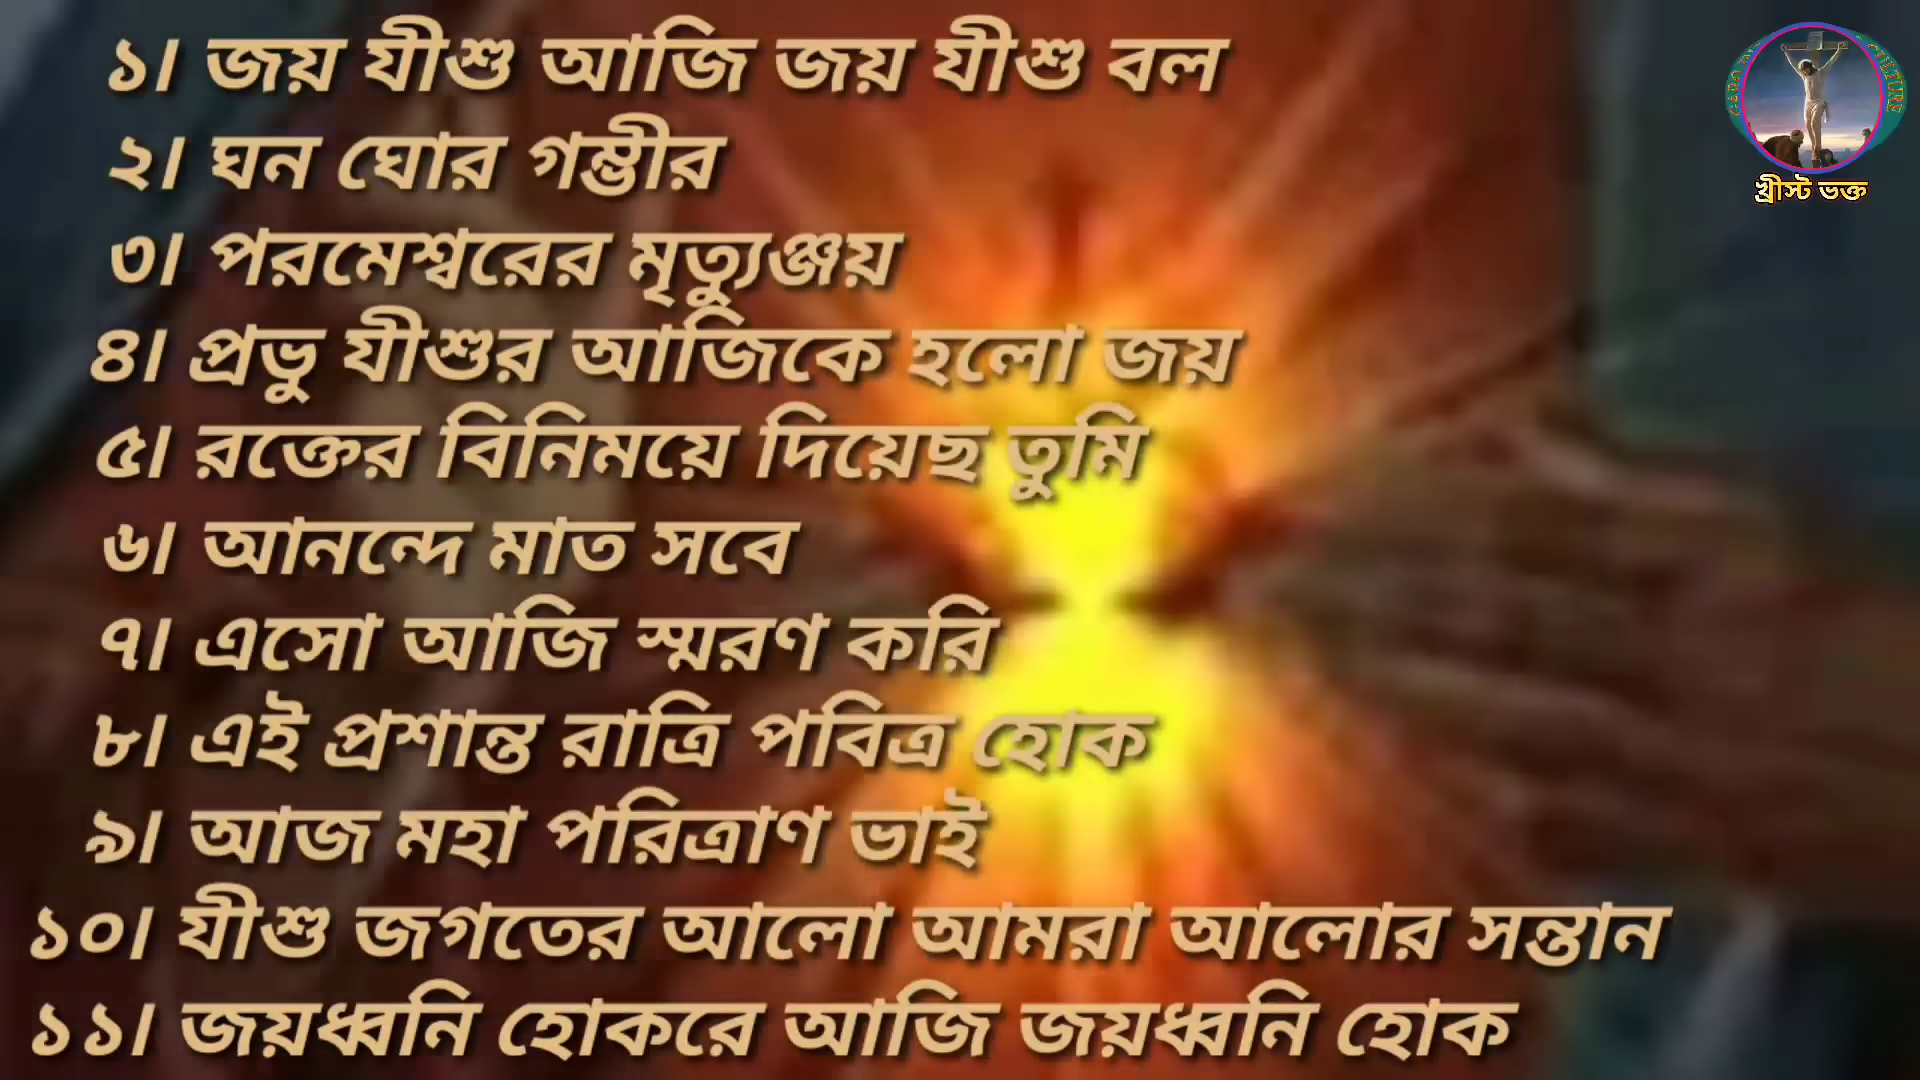 ১। জয় যীশু আজি জয় যীশু বল
২। ঘন ঘোর গম্ভীর
৩। পরমেশ্বরের মৃত্যুঞ্জয়
৪। প্রভু যীশুর আজিকে হলো জয়
৫। রক্তের বিনিময়ে দিয়েছ তুমি
৬। আনন্দে মাত সবে
৭। এসো আজি স্মরণ করি
৮। এই প্রশান্ত রাত্রি পবিত্র হোক
৯। আজ মহা পরিত্রাণ ভাই
১০। যীশু জগতের আলো আমরা আলোর সন্তান
১১। জয়ধ্বনি হোকরে আজি জয়ধ্বনি হোক
CULTURE
খ্রীস্ট ভক্ত